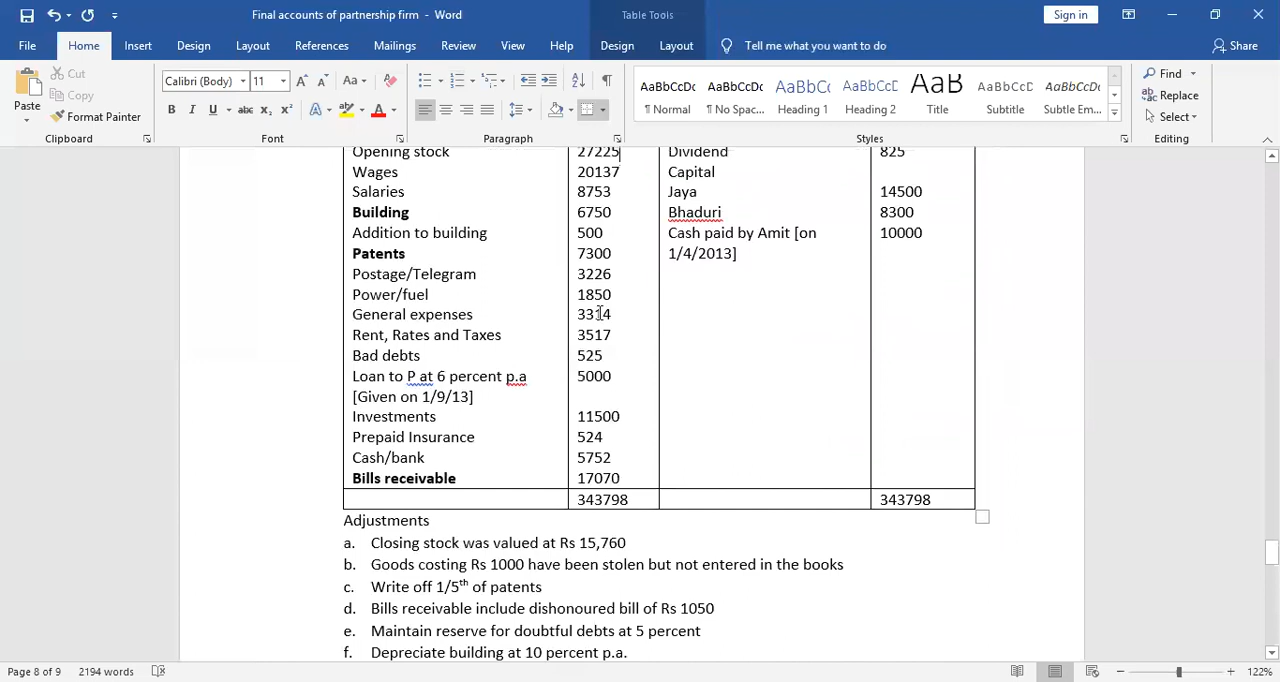 Final accounts of partnership firm - Word
Table Tools
Sign in
File Home Insert Design Layout References Mailings Review View Help Design Layout Tell me what you want to do Share
Paste
Cut
Copy
Format Painter
Clipboard
Calibri (Body) 11
Font
Paragraph
AaBbCcDc AaBbCcDc AaBbCc AaBbCcC AaB AaBbCcC AaBbCcDc
¶ Normal ¶ No Spac... Heading 1 Heading 2 Title Subtitle Subtle Em...
Styles
Find
Replace
Select
Editing
Opening stock 27225 Dividend 825
Wages 20137 Capital
Salaries 8753 Jaya 14500
Building 6750 Bhaduri 8300
Addition to building 500 Cash paid by Amit [on 10000
Patents 7300 1/4/2013]
Postage/Telegram 3226
Power/fuel 1850
General expenses 3314
Rent, Rates and Taxes 3517
Bad debts 525
Loan to P at 6 percent p.a 5000
[Given on 1/9/13]
Investments 11500
Prepaid Insurance 524
Cash/bank 5752
Bills receivable 17070
343798 343798
Adjustments
a. Closing stock was valued at Rs 15,760
b. Goods costing Rs 1000 have been stolen but not entered in the books
c. Write off 1/5th of patents
d. Bills receivable include dishonoured bill of Rs 1050
e. Maintain reserve for doubtful debts at 5 percent
f. Depreciate building at 10 percent p.a.
Page 8 of 9 2194 words 122%